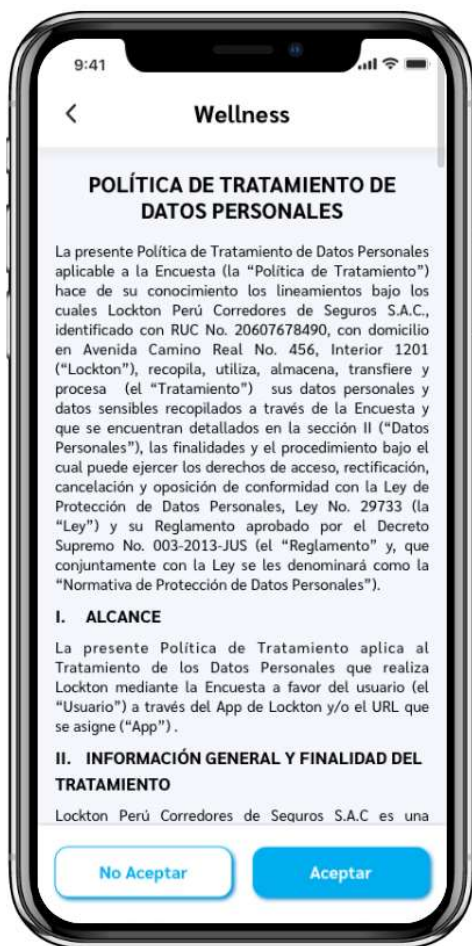 9:41
Wellness
POLÍTICA DE TRATAMIENTO DE
DATOS PERSONALES
La presente Política de Tratamiento de Datos Personales
aplicable a la Encuesta (la “Política de Tratamiento”)
hace de su conocimiento los lineamientos bajo los
cuales Lockton Perú Corredores de Seguros S.A.C.,
identificado con RUC No. 20607678490, con domicilio
en Avenida Camino Real No. 456, Interior 1201
(“Lockton”), recopila, utiliza, almacena, transfiere y
procesa (el “Tratamiento”) sus datos personales y
datos sensibles recopilados a través de la Encuesta y
que se encuentran detallados en la sección II (“Datos
Personales”), las finalidades y el procedimiento bajo el
cual puede ejercer los derechos de acceso, rectificación,
cancelación y oposición de conformidad con la Ley de
Protección de Datos Personales, Ley No. 29733 (la
“Ley”) y su Reglamento aprobado por el Decreto
Supremo No. 003-2013-JUS (el “Reglamento” y, que
conjuntamente con la Ley se les denominará como la
“Normativa de Protección de Datos Personales”).
I. ALCANCE
La presente Política de Tratamiento aplica al
Tratamiento de los Datos Personales que realiza
Lockton mediante la Encuesta a favor del usuario (el
“Usuario”) a través del App de Lockton y/o el URL que
se asigne (“App”) .
II. INFORMACIÓN GENERAL Y FINALIDAD DEL
TRATAMIENTO
Lockton Perú Corredores de Seguros S.A.C es una
No Aceptar
Aceptar